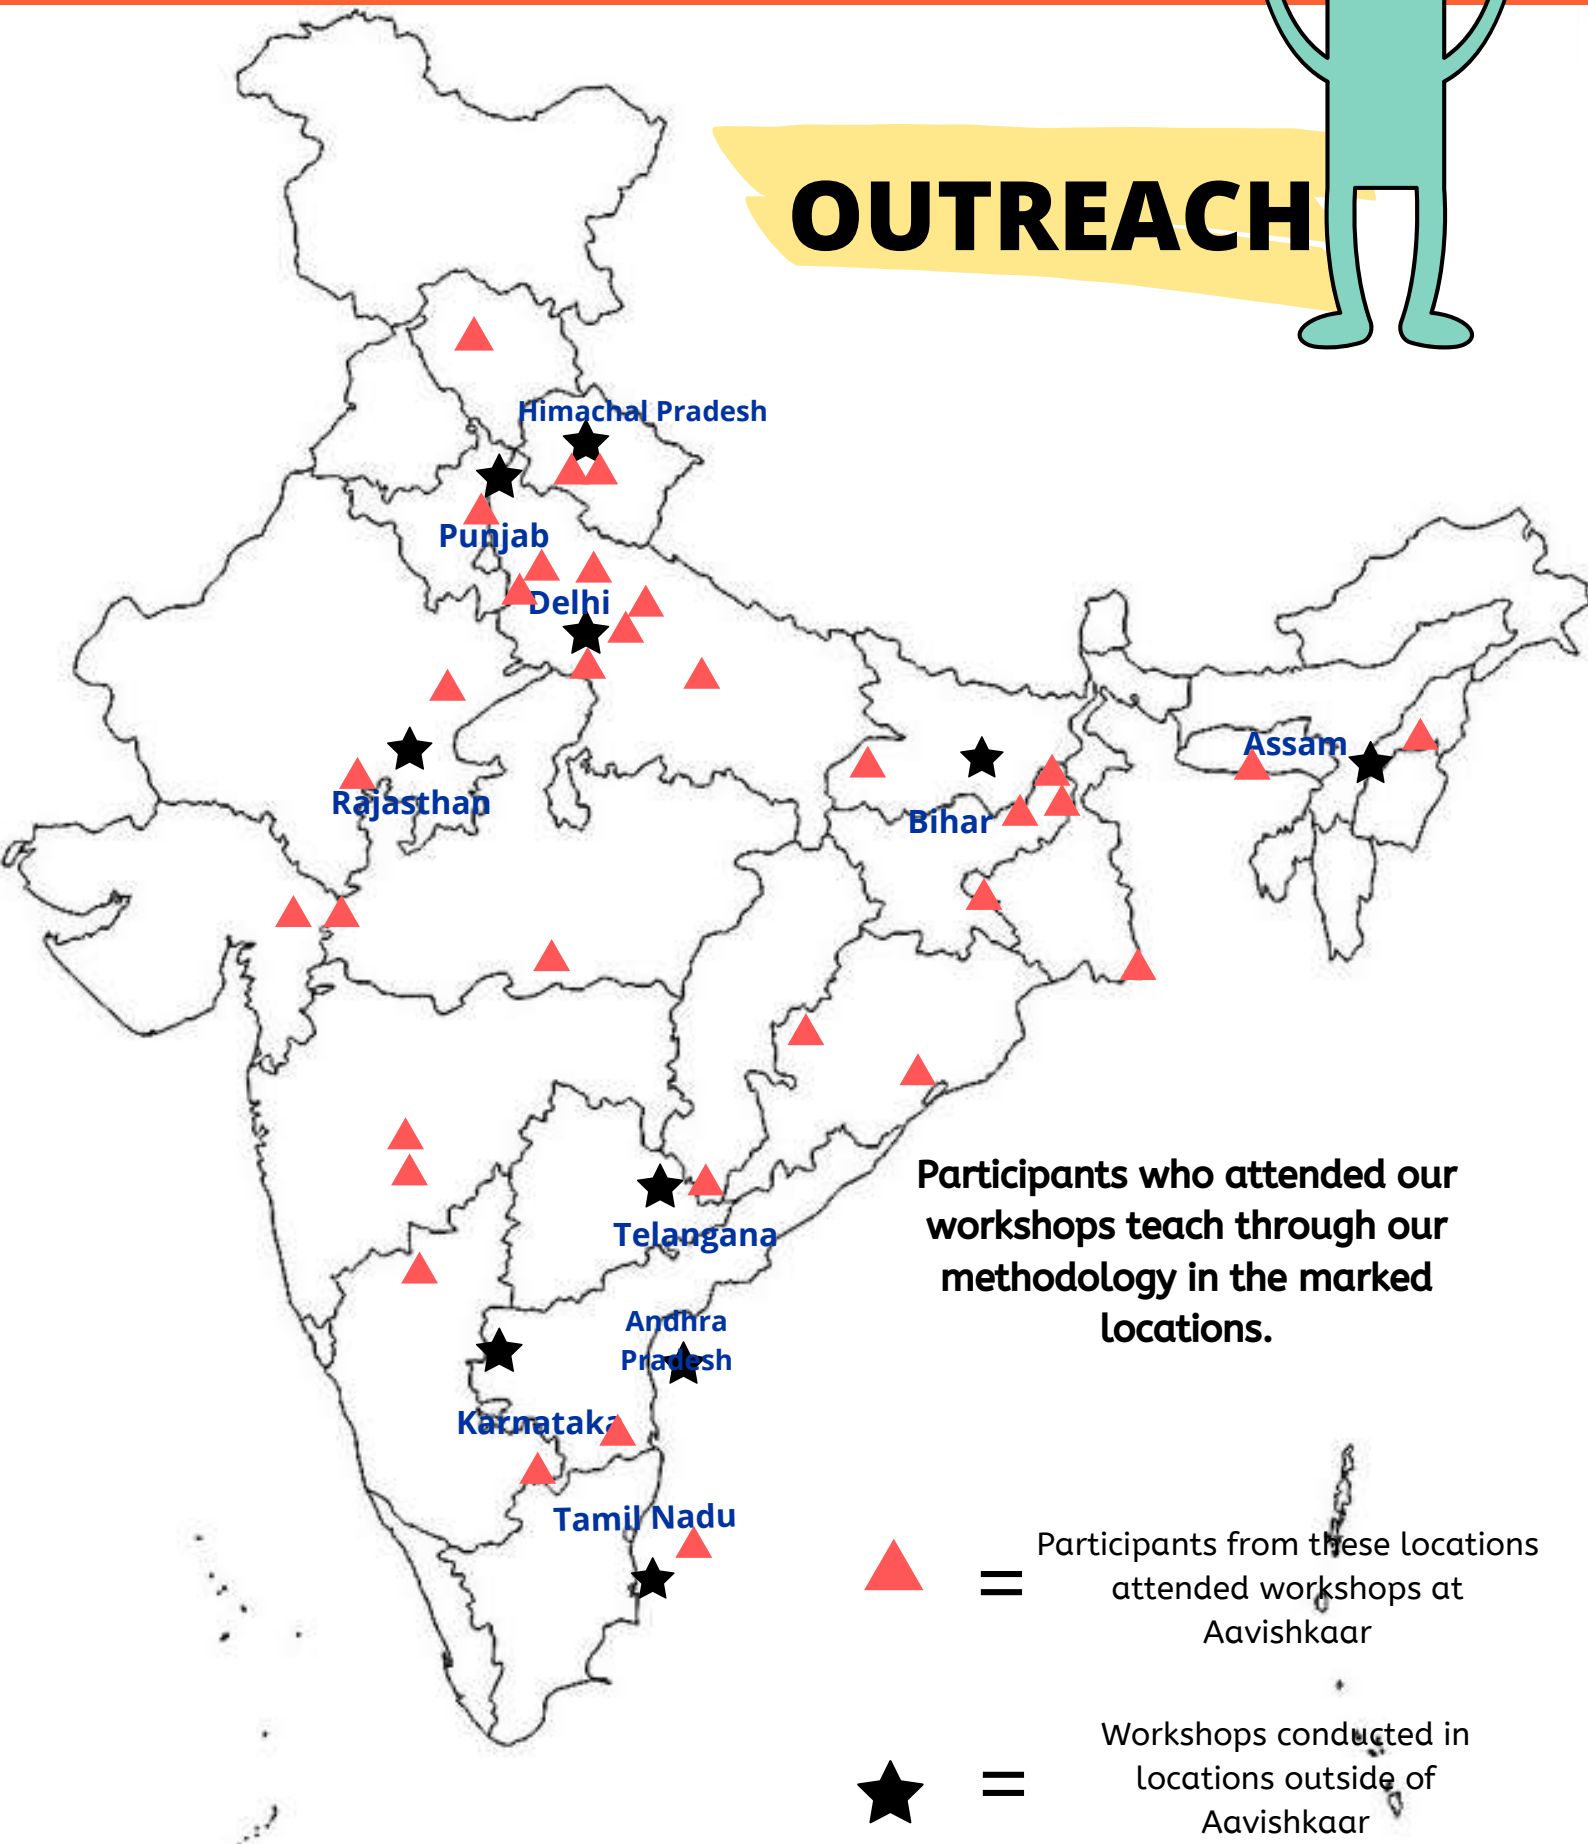 OUTREACH
Himachal Pradesh
Punjab
Delhi
Assam
Rajasthan
Bihar
Participants who attended our
workshops teach through our
methodology in the marked
locations.
Telangana
Andhra
Pradesh
Karnataka
Tamil Nadu
= Participants from these locations
attended workshops at
Aavishkaar
= Workshops conducted in
locations outside of
Aavishkaar